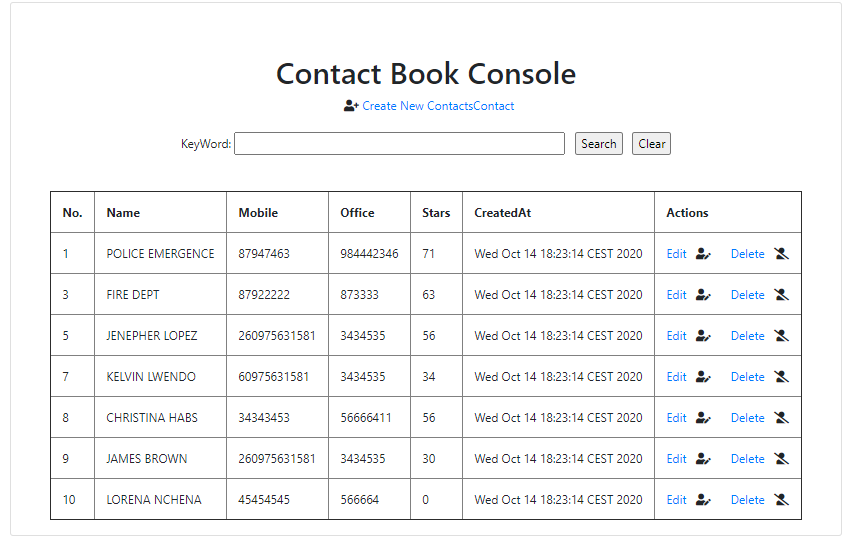 Contact Book Console
Create New ContactsContact
KeyWord: Search Clear
No. Name Mobile Office Stars CreatedAt Actions
1 POLICE EMERGENCE 87947463 984442346 71 Wed Oct 14 18:23:14 CEST 2020 Edit Delete
3 FIRE DEPT 87922222 873333 63 Wed Oct 14 18:23:14 CEST 2020 Edit Delete
5 JENEPHER LOPEZ 260975631581 3434535 56 Wed Oct 14 18:23:14 CEST 2020 Edit Delete
7 KELVIN LWENDO 60975631581 3434535 34 Wed Oct 14 18:23:14 CEST 2020 Edit Delete
8 CHRISTINA HABS 34343453 56666411 56 Wed Oct 14 18:23:14 CEST 2020 Edit Delete
9 JAMES BROWN 260975631581 3434535 30 Wed Oct 14 18:23:14 CEST 2020 Edit Delete
10 LORENA NCHENA 45454545 566664 0 Wed Oct 14 18:23:14 CEST 2020 Edit Delete